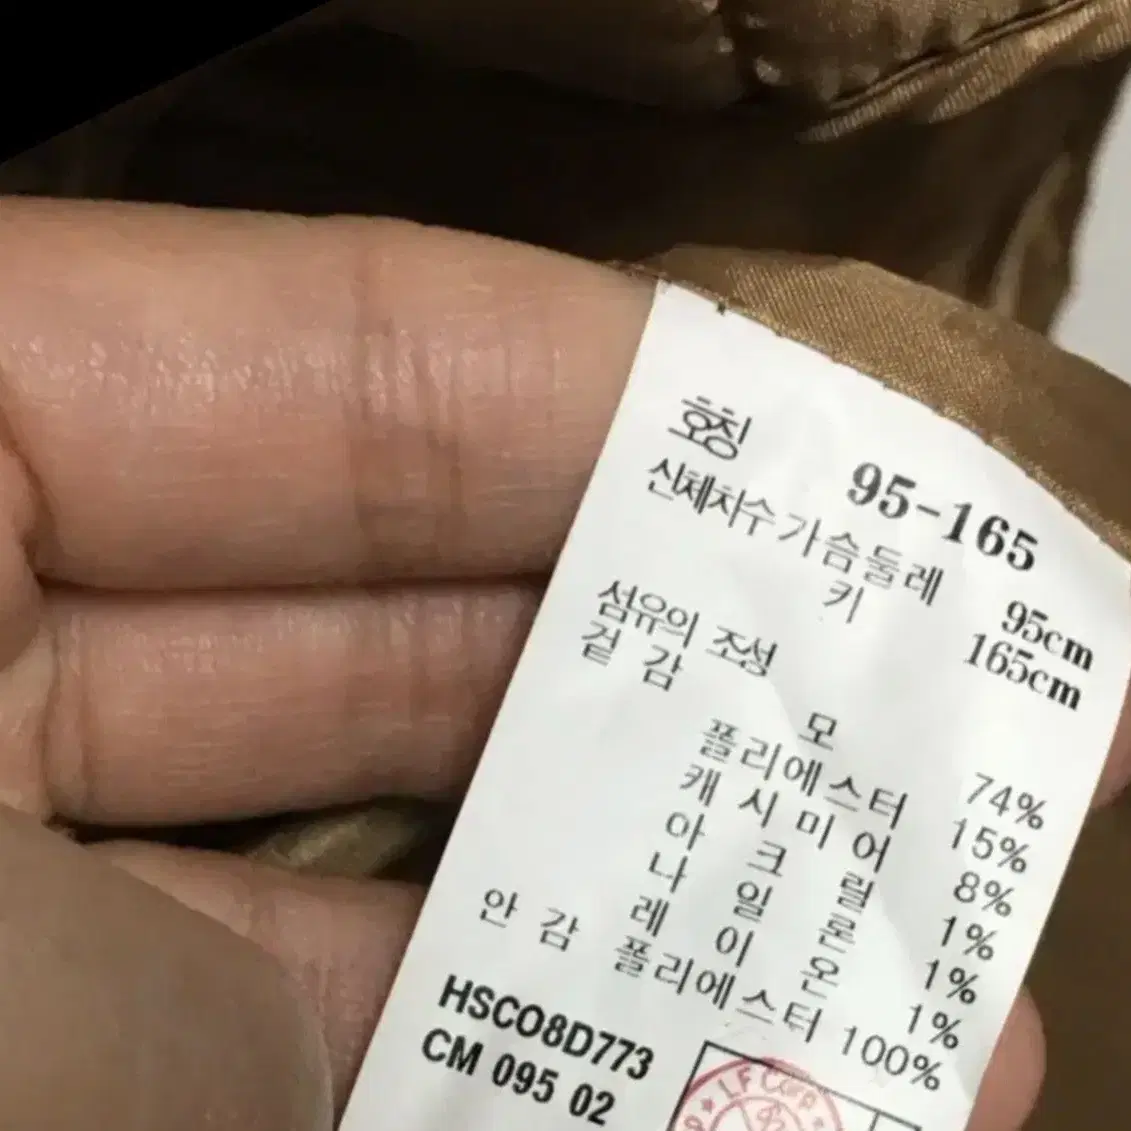 호칭 95-165
신체치수 가슴둘레 95cm
키 165cm
섬유의 조성
겉감
모 74%
폴리에스터 15%
캐시미어 8%
아크릴 1%
나일론 1%
레이온 1%
안감 폴리에스터 100%
HSCO8D773
CM 095 02
LF Corp